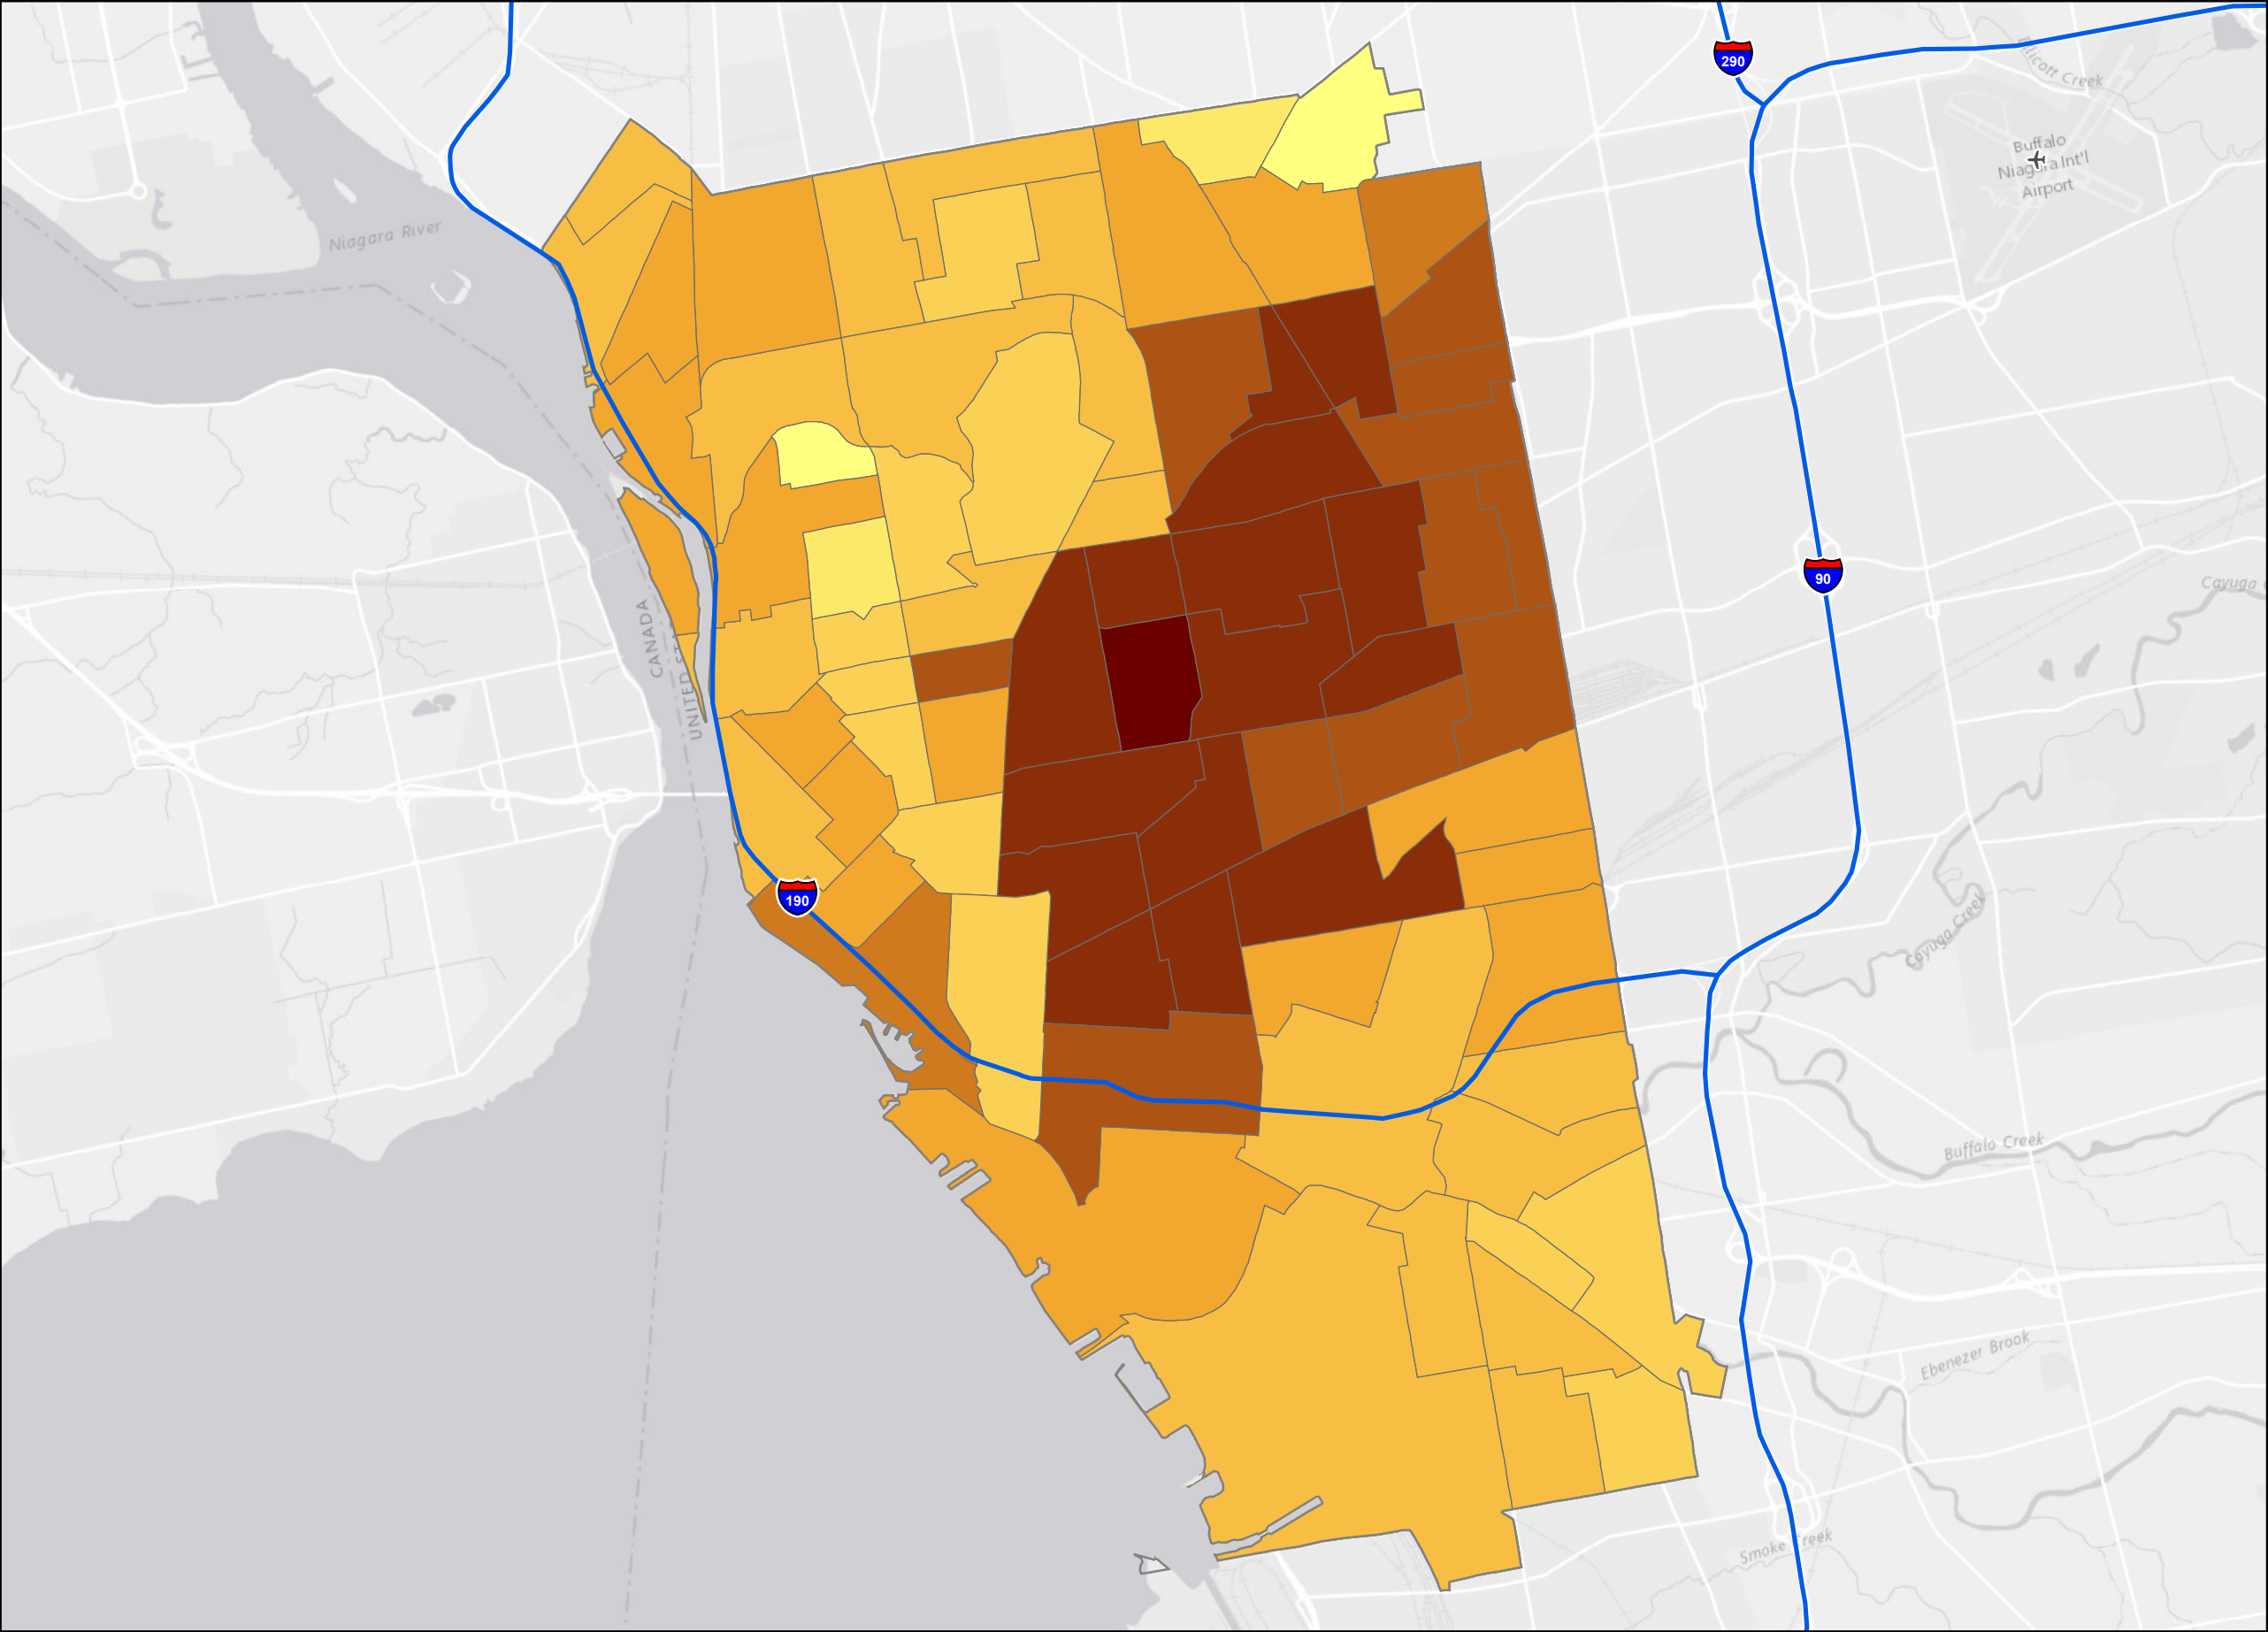 290
Ellicott Creek
Buffalo
Niagara Int'l
Airport
Niagara River
90
Cayuga
CANADA
UNITED ST
190
Cayuga Creek
Buffalo Creek
Ebenezer Brook
Smoke Creek